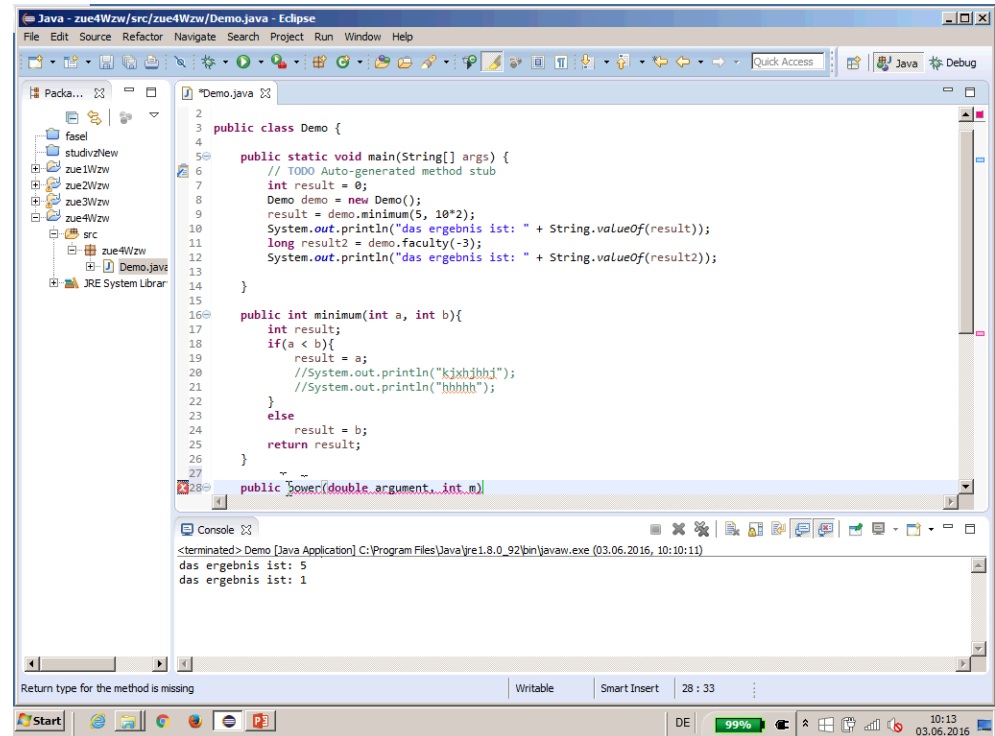 Java - zue4Wzw/src/zue4Wzw/Demo.java - Eclipse
File Edit Source Refactor Navigate Search Project Run Window Help
Quick Access Java Debug
Packa...
fasel
studivzNew
zue1Wzw
zue2Wzw
zue3Wzw
zue4Wzw
src
zue4Wzw
Demo.java
JRE System Librar
*Demo.java
2
3 public class Demo {
4
5 public static void main(String[] args) {
6 // TODO Auto-generated method stub
7 int result = 0;
8 Demo demo = new Demo();
9 result = demo.minimum(5, 10*2);
10 System.out.println("das ergebnis ist: " + String.valueOf(result));
11 long result2 = demo.faculty(-3);
12 System.out.println("das ergebnis ist: " + String.valueOf(result2));
13
14 }
15
16 public int minimum(int a, int b){
17 int result;
18 if(a < b){
19 result = a;
20 //System.out.println("kjxhjhhj");
21 //System.out.println("hhhhh");
22 }
23 else
24 result = b;
25 return result;
26 }
27
28 public power(double argument, int m)
Console
<terminated> Demo [Java Application] C:\Program Files\Java\jre1.8.0_92\bin\javaw.exe (03.06.2016, 10:10:11)
das ergebnis ist: 5
das ergebnis ist: 1
Return type for the method is missing Writable Smart Insert 28 : 33
Start DE 99% 10:13
03.06.2016